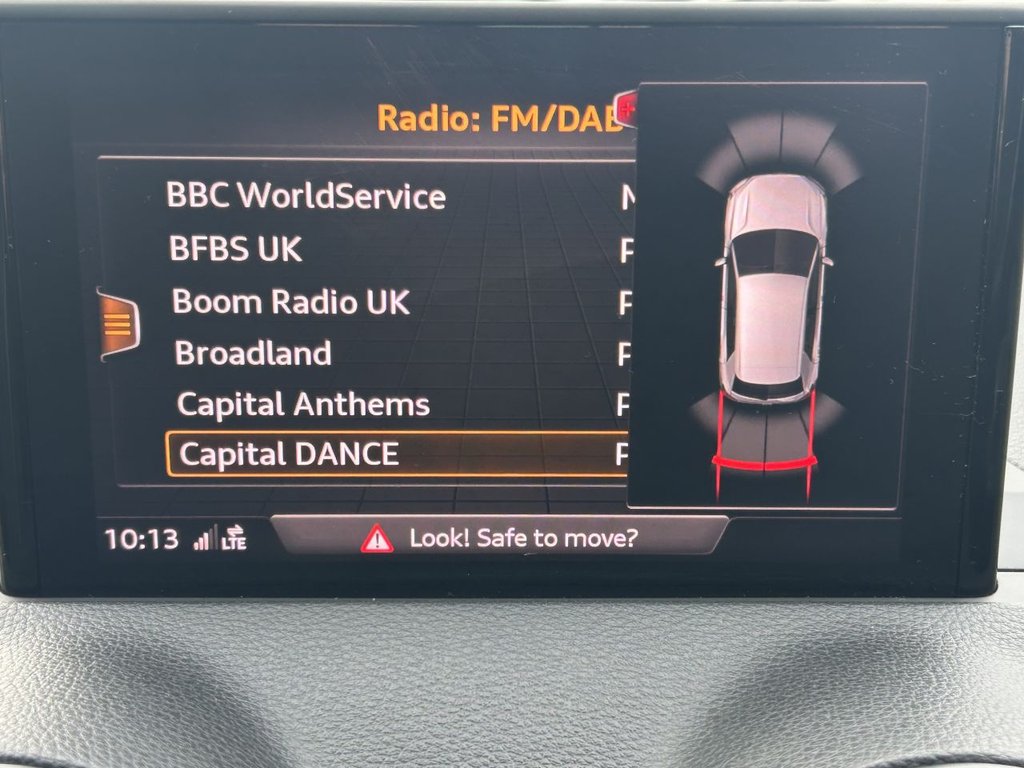 Radio: FM/DAB
BBC WorldService
BFBS UK
Boom Radio UK
Broadland
Capital Anthems
Capital DANCE
10:13 LTE Look! Safe to move?